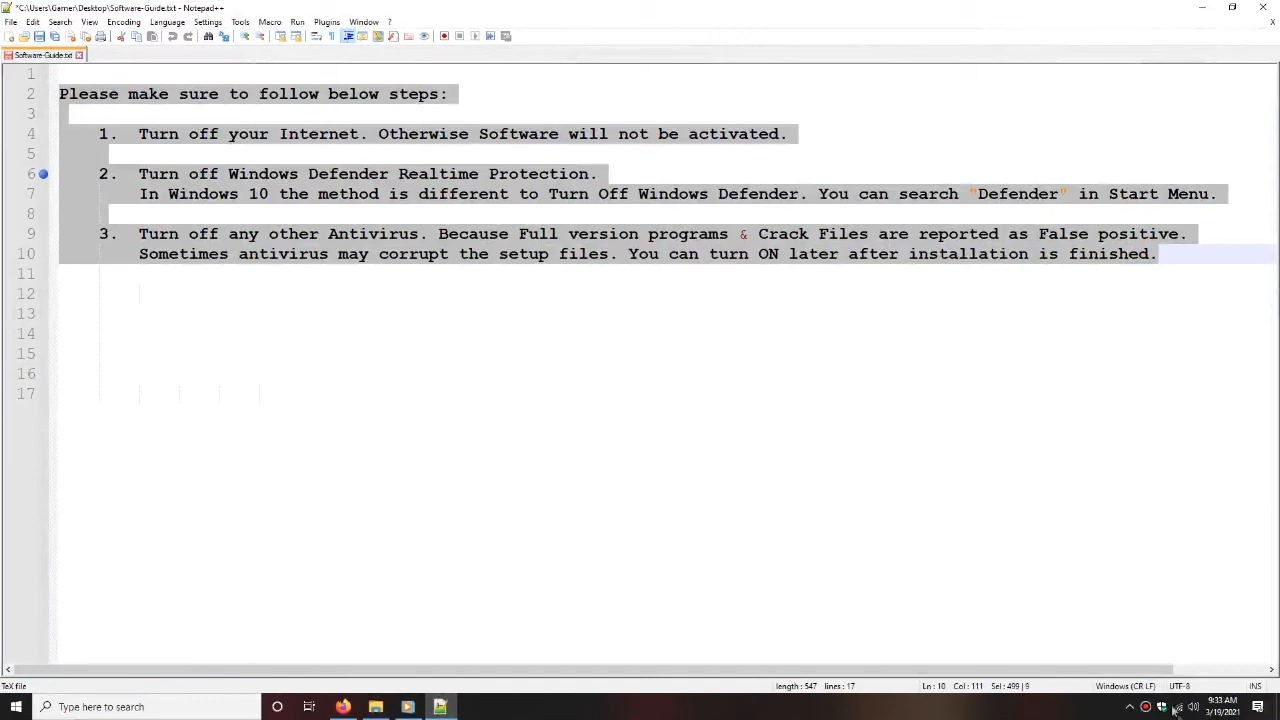 *C:\Users\Gamer\Desktop\Software-Guide.txt - Notepad++
File Edit Search View Encoding Language Settings Tools Macro Run Plugins Window ?
X
Software-Guide.txt
1
2 Please make sure to follow below steps:
3
4 1. Turn off your Internet. Otherwise Software will not be activated.
5
6 2. Turn off Windows Defender Realtime Protection.
7 In Windows 10 the method is different to Turn Off Windows Defender. You can search "Defender" in Start Menu.
8
9 3. Turn off any other Antivirus. Because Full version programs & Crack Files are reported as False positive.
10 Sometimes antivirus may corrupt the setup files. You can turn ON later after installation is finished.
11
12
13
14
15
16
17
TeX file length : 547 lines : 17 Ln : 10 Col : 111 Sel : 499 | 9 Windows (CR LF) UTF-8 INS
Type here to search 9:33 AM
3/19/2021